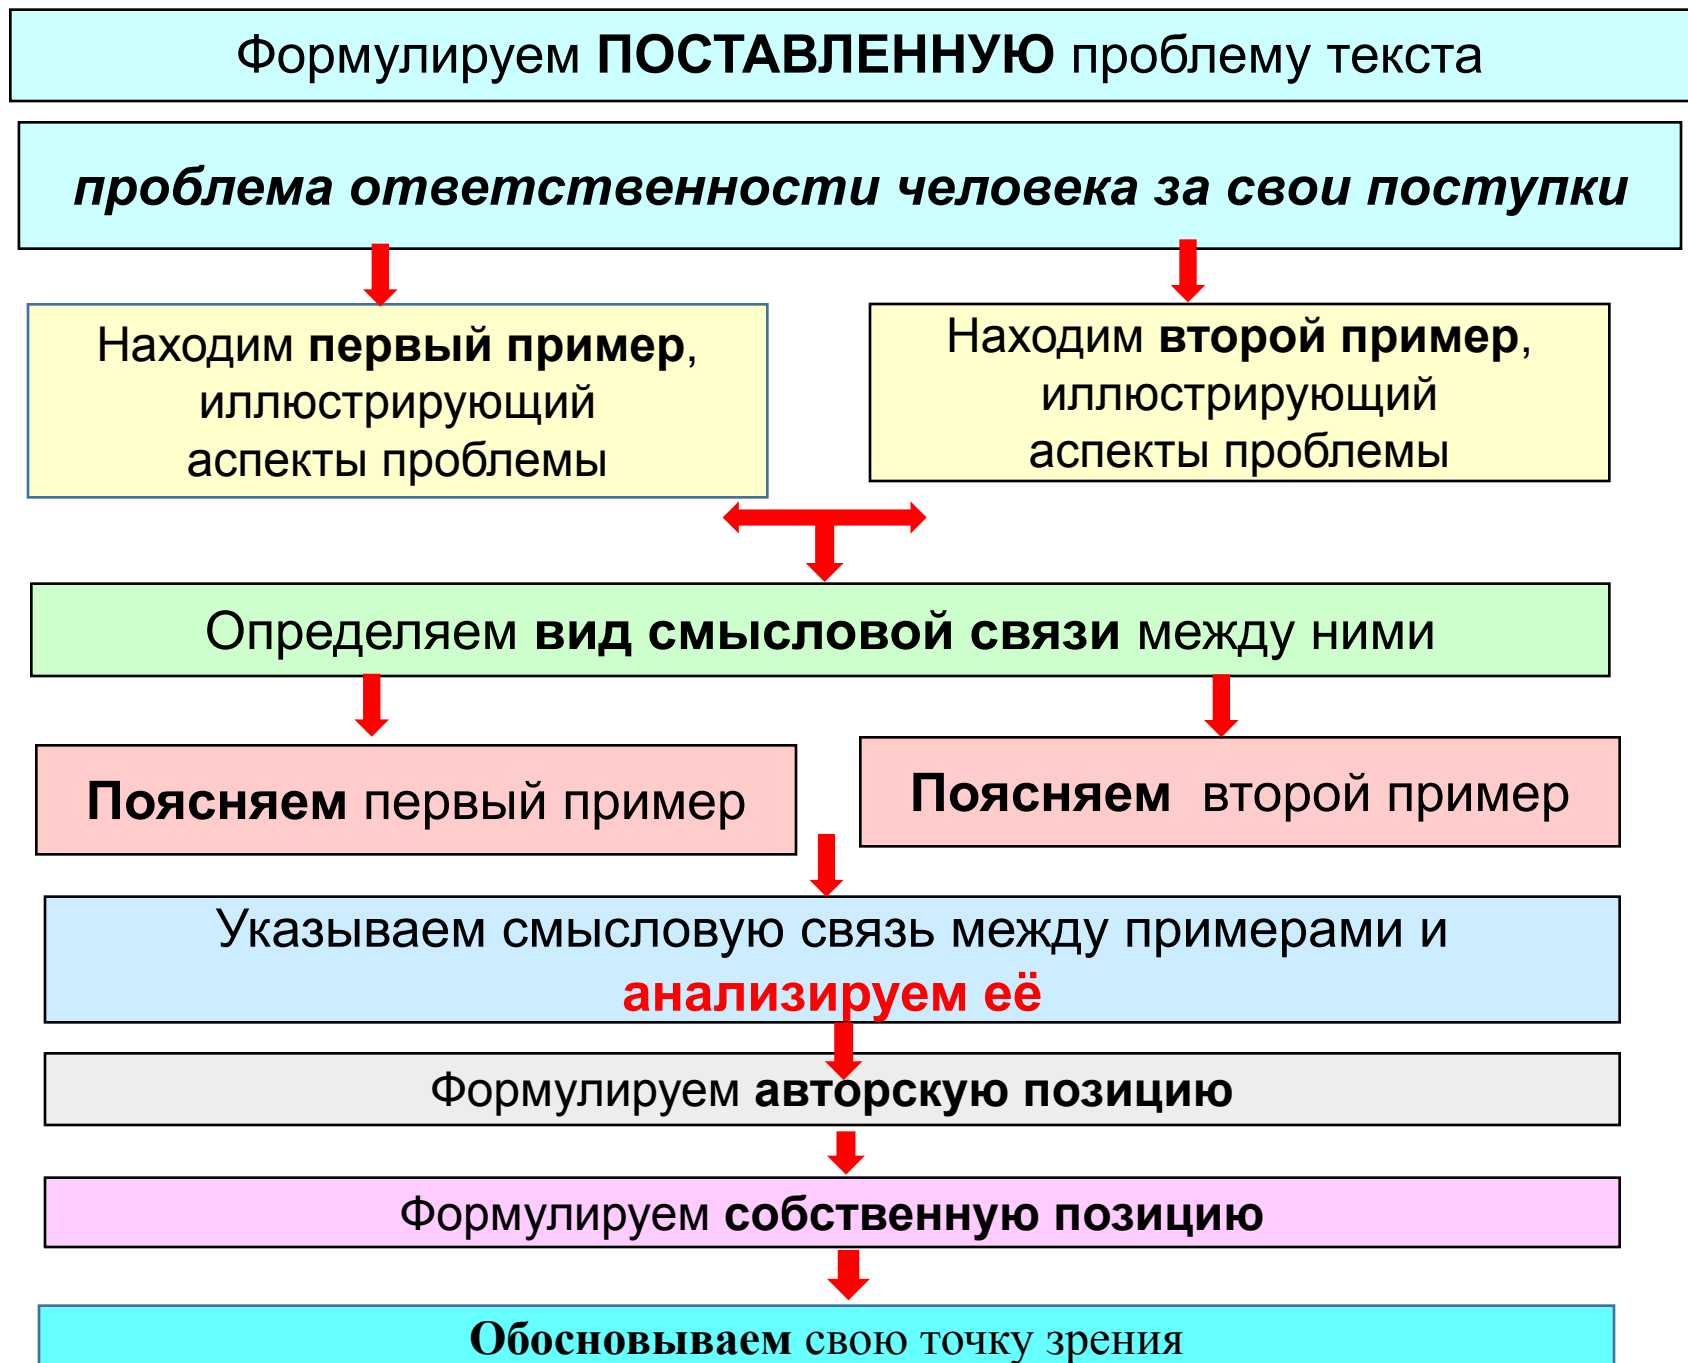 Формулируем ПОСТАВЛЕННУЮ проблему текста
проблема ответственности человека за свои поступки
Находим первый пример,
иллюстрирующий
аспекты проблемы
Находим второй пример,
иллюстрирующий
аспекты проблемы
Определяем вид смысловой связи между ними
Поясняем первый пример
Поясняем второй пример
Указываем смысловую связь между примерами и
анализируем её
Формулируем авторскую позицию
Формулируем собственную позицию
Обосновываем свою точку зрения